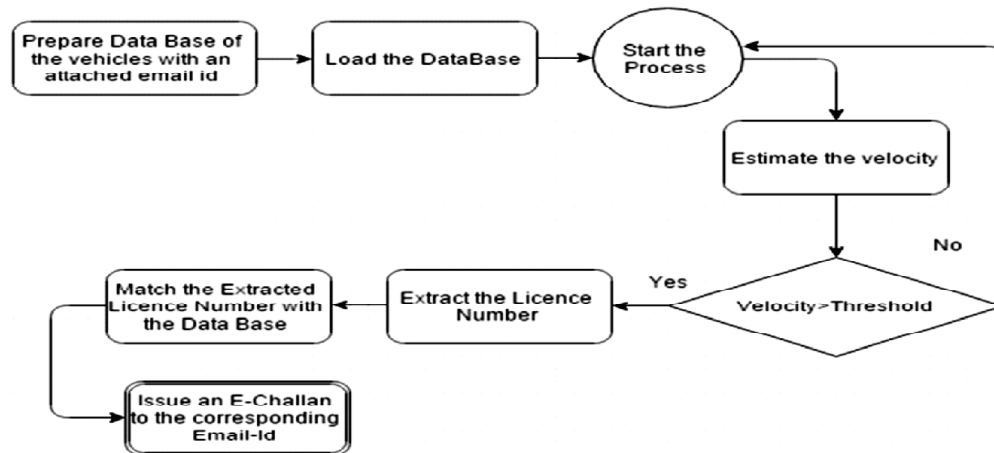 Prepare Data Base of
the vehicles with an
attached email id
Load the DataBase
Start the
Process
Estimate the velocity
No
Velocity>Threshold
Yes
Extract the Licence
Number
Match the Extracted
Licence Number with
the Data Base
Issue an E-Challan
to the corresponding
Email-Id